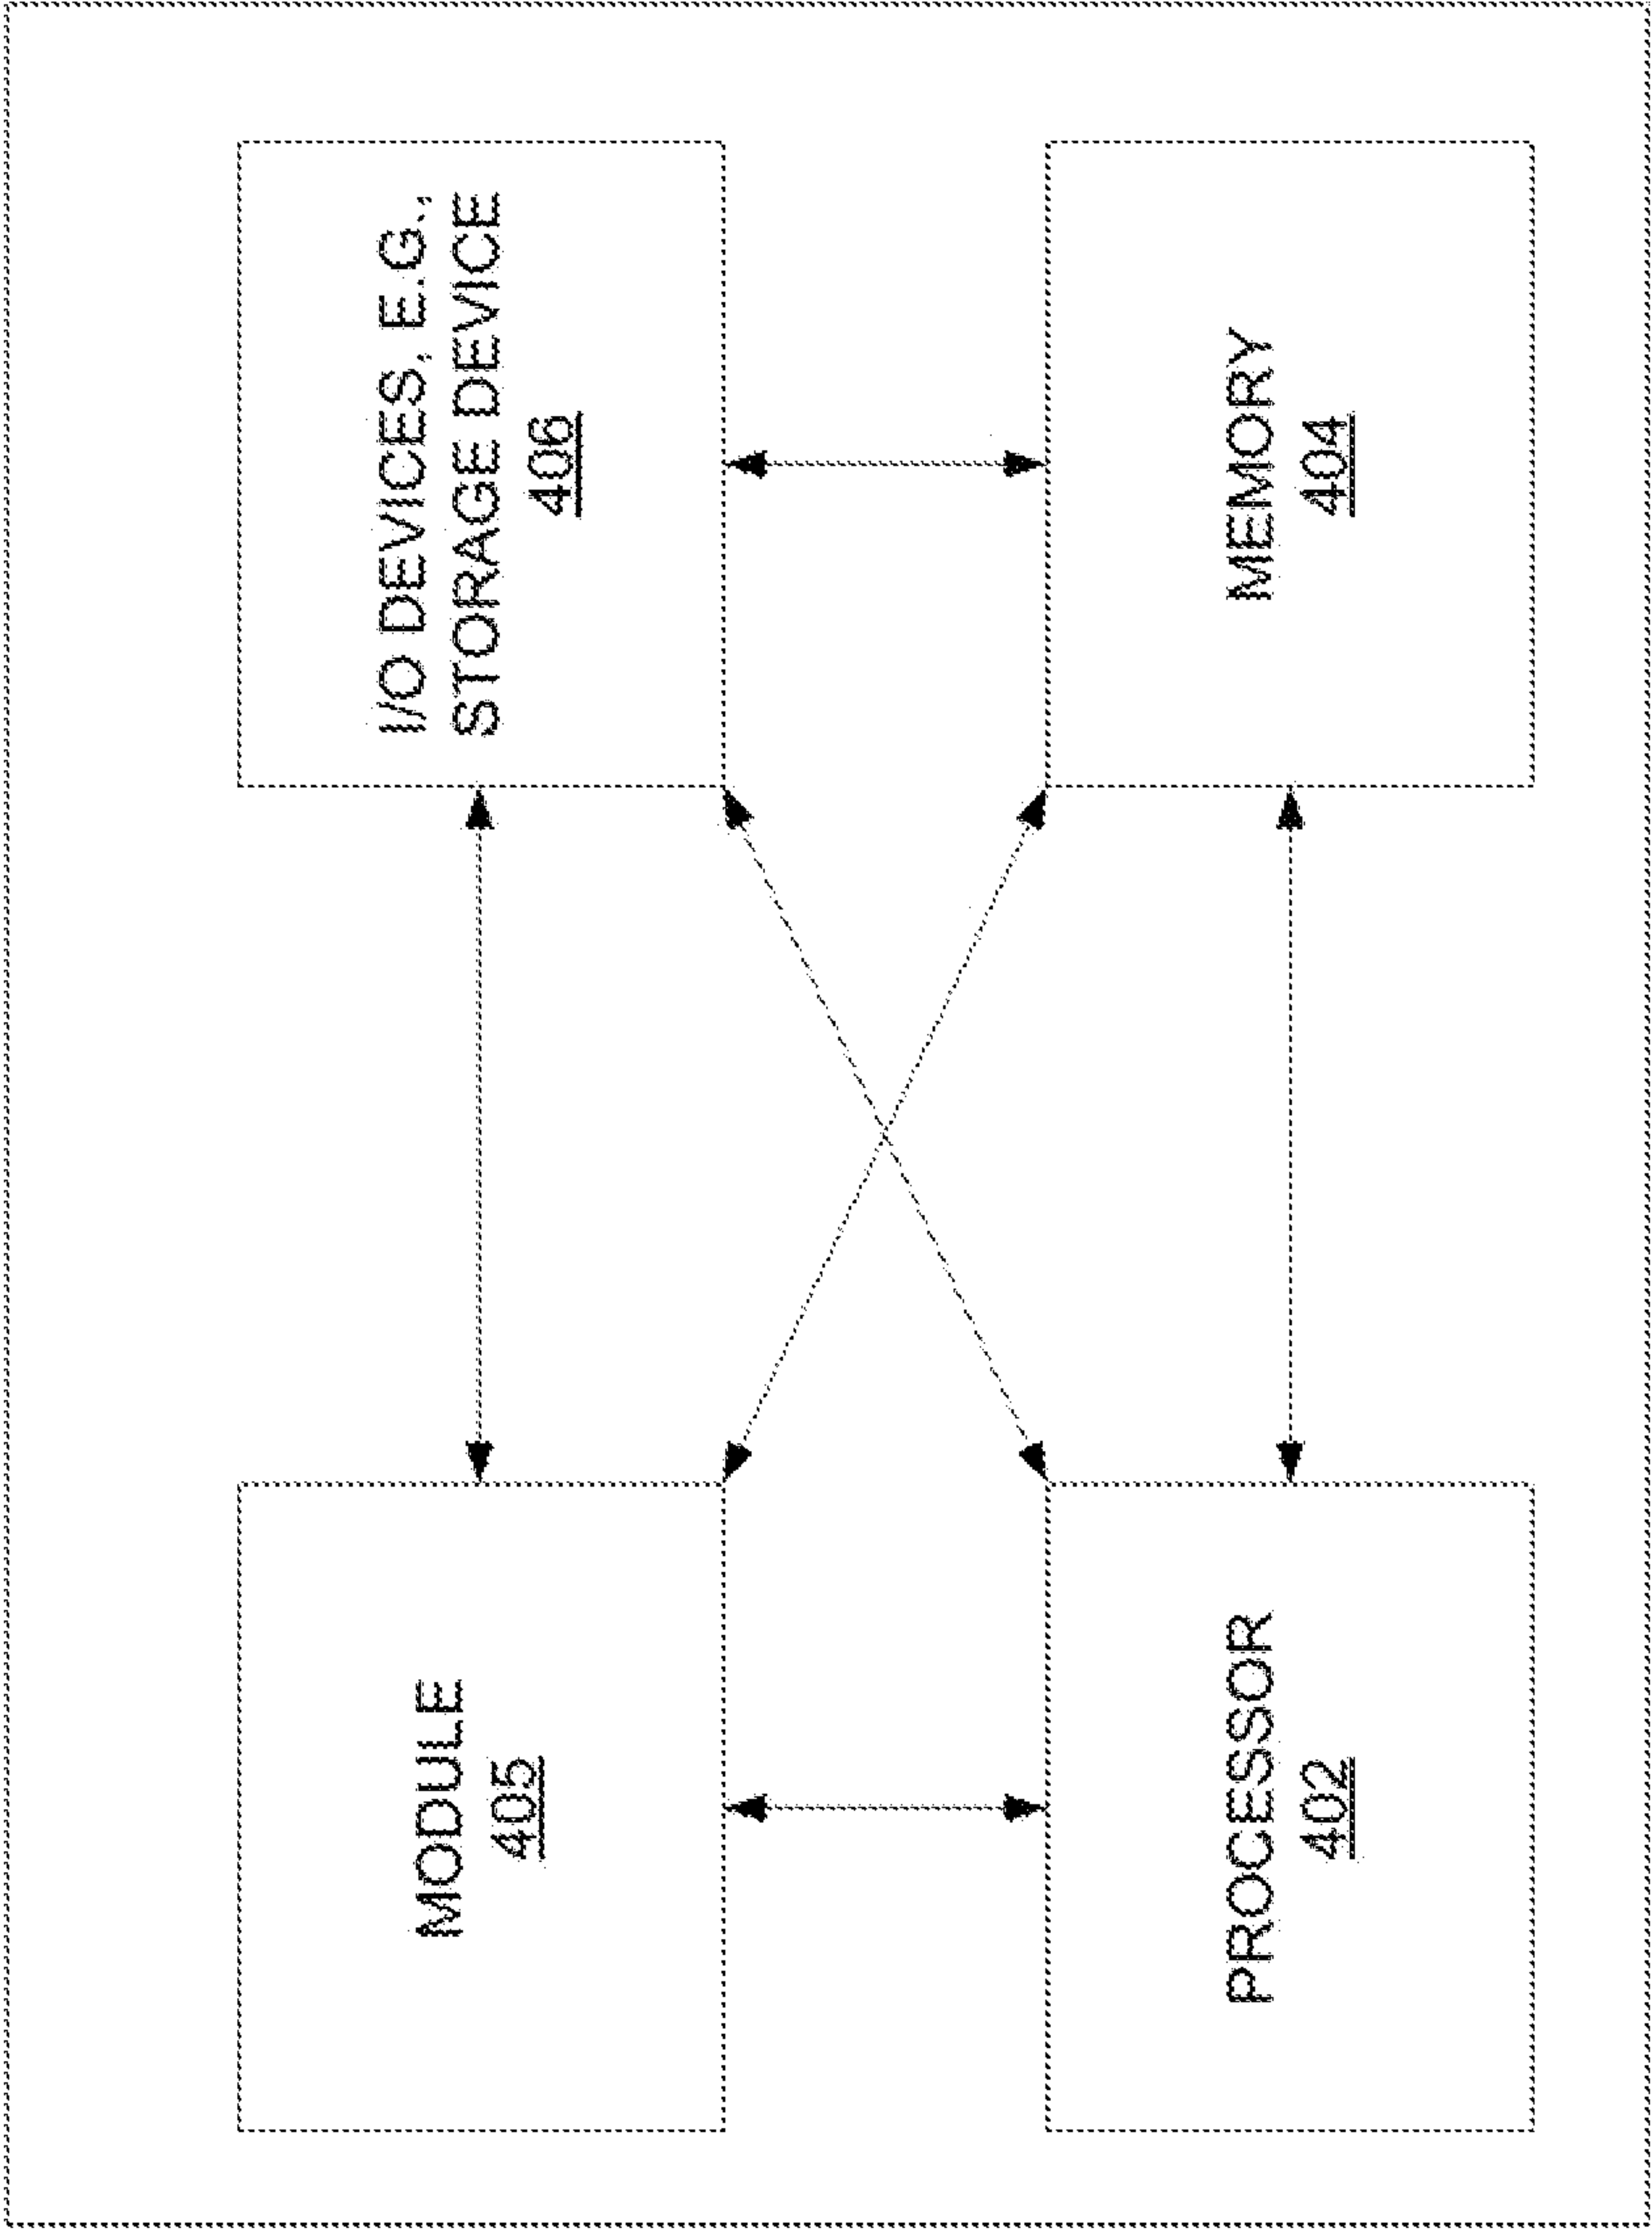 MODULE
405
I/O DEVICES, E.G.,
STORAGE DEVICE
406
PROCESSOR
402
MEMORY
404